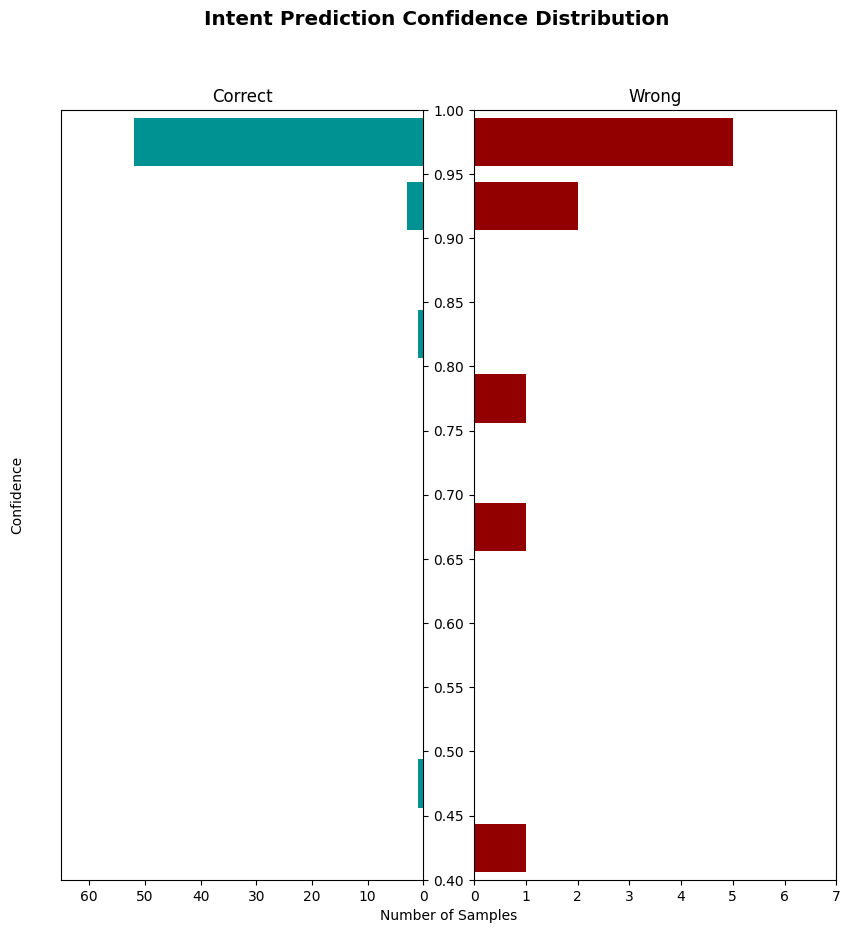 Intent Prediction Confidence Distribution
Correct
Wrong
1.00
0.95
0.90
0.85
0.80
0.75
0.70
0.65
0.60
0.55
0.50
0.45
0.40
Confidence
60 50 40 30 20 10 0
0 1 2 3 4 5 6 7
Number of Samples